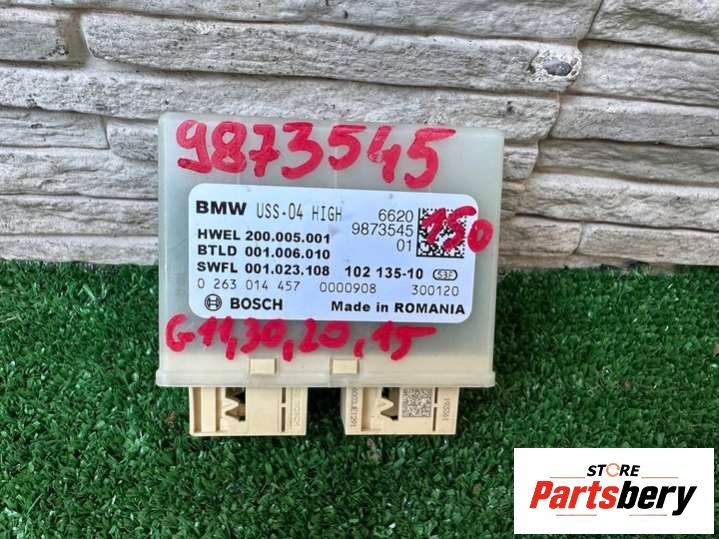 9873545
BMW USS-04 HIGH 6620
HWEL 200.005.001 9873545
BTLD 001.006.010 01
150
SWFL 001.023.108 102 135-10 S3F
0 263 014 457 0000908 300120
BOSCH Made in ROMANIA
G11,30,20,15
STORE
Partsbery